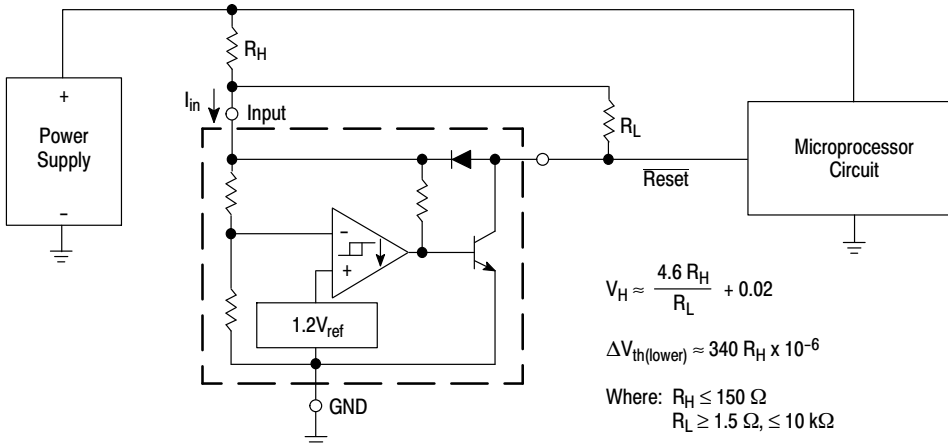 R_H
I_in
Input
+
Power
Supply
–
R_L
Reset
Microprocessor
Circuit
–
+
1.2V_ref
GND
V_H ≈ 4.6 R_H / R_L + 0.02
ΔV_th(lower) ≈ 340 R_H x 10^–6
Where: R_H ≤ 150 Ω
R_L ≥ 1.5 Ω, ≤ 10 kΩ